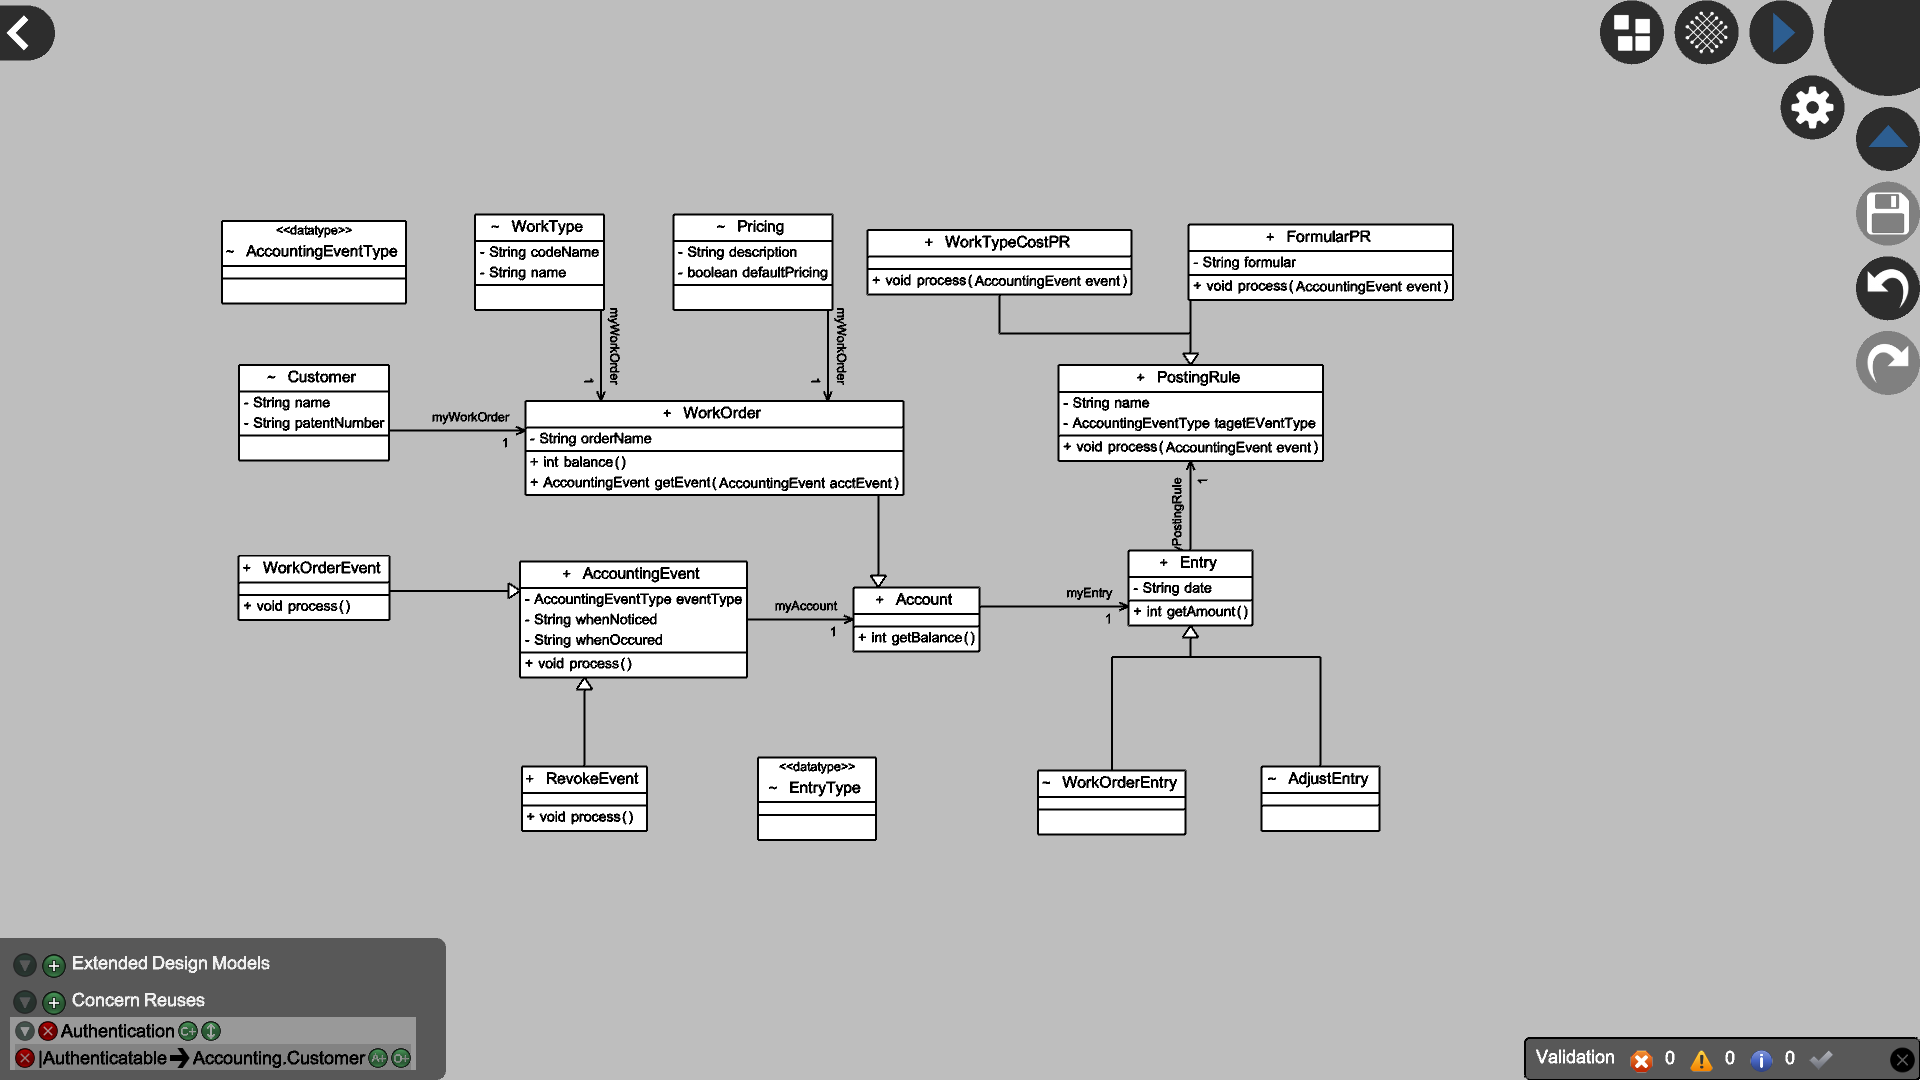 <<datatype>>
~ AccountingEventType
~ WorkType
- String codeName
- String name
~ Pricing
- String description
- boolean defaultPricing
+ WorkTypeCostPR
+ void process(AccountingEvent event)
+ FormularPR
- String formular
+ void process(AccountingEvent event)
myWorkOrder
1
myWorkOrder
1
~ Customer
- String name
- String patentNumber
myWorkOrder
1
+ WorkOrder
- String orderName
+ int balance()
+ AccountingEvent getEvent(AccountingEvent acctEvent)
+ PostingRule
- String name
- AccountingEventType tagetEVentType
+ void process(AccountingEvent event)
yPostingRule
1
+ WorkOrderEvent
+ void process()
+ AccountingEvent
- AccountingEventType eventType
- String whenNoticed
- String whenOccured
+ void process()
myAccount
1
+ Account
+ int getBalance()
myEntry
1
+ Entry
- String date
+ int getAmount()
+ RevokeEvent
+ void process()
<<datatype>>
~ EntryType
~ WorkOrderEntry
~ AdjustEntry
Extended Design Models
Concern Reuses
Authentication C+
|Authenticatable Accounting.Customer A+ O+
Validation 0 0 0